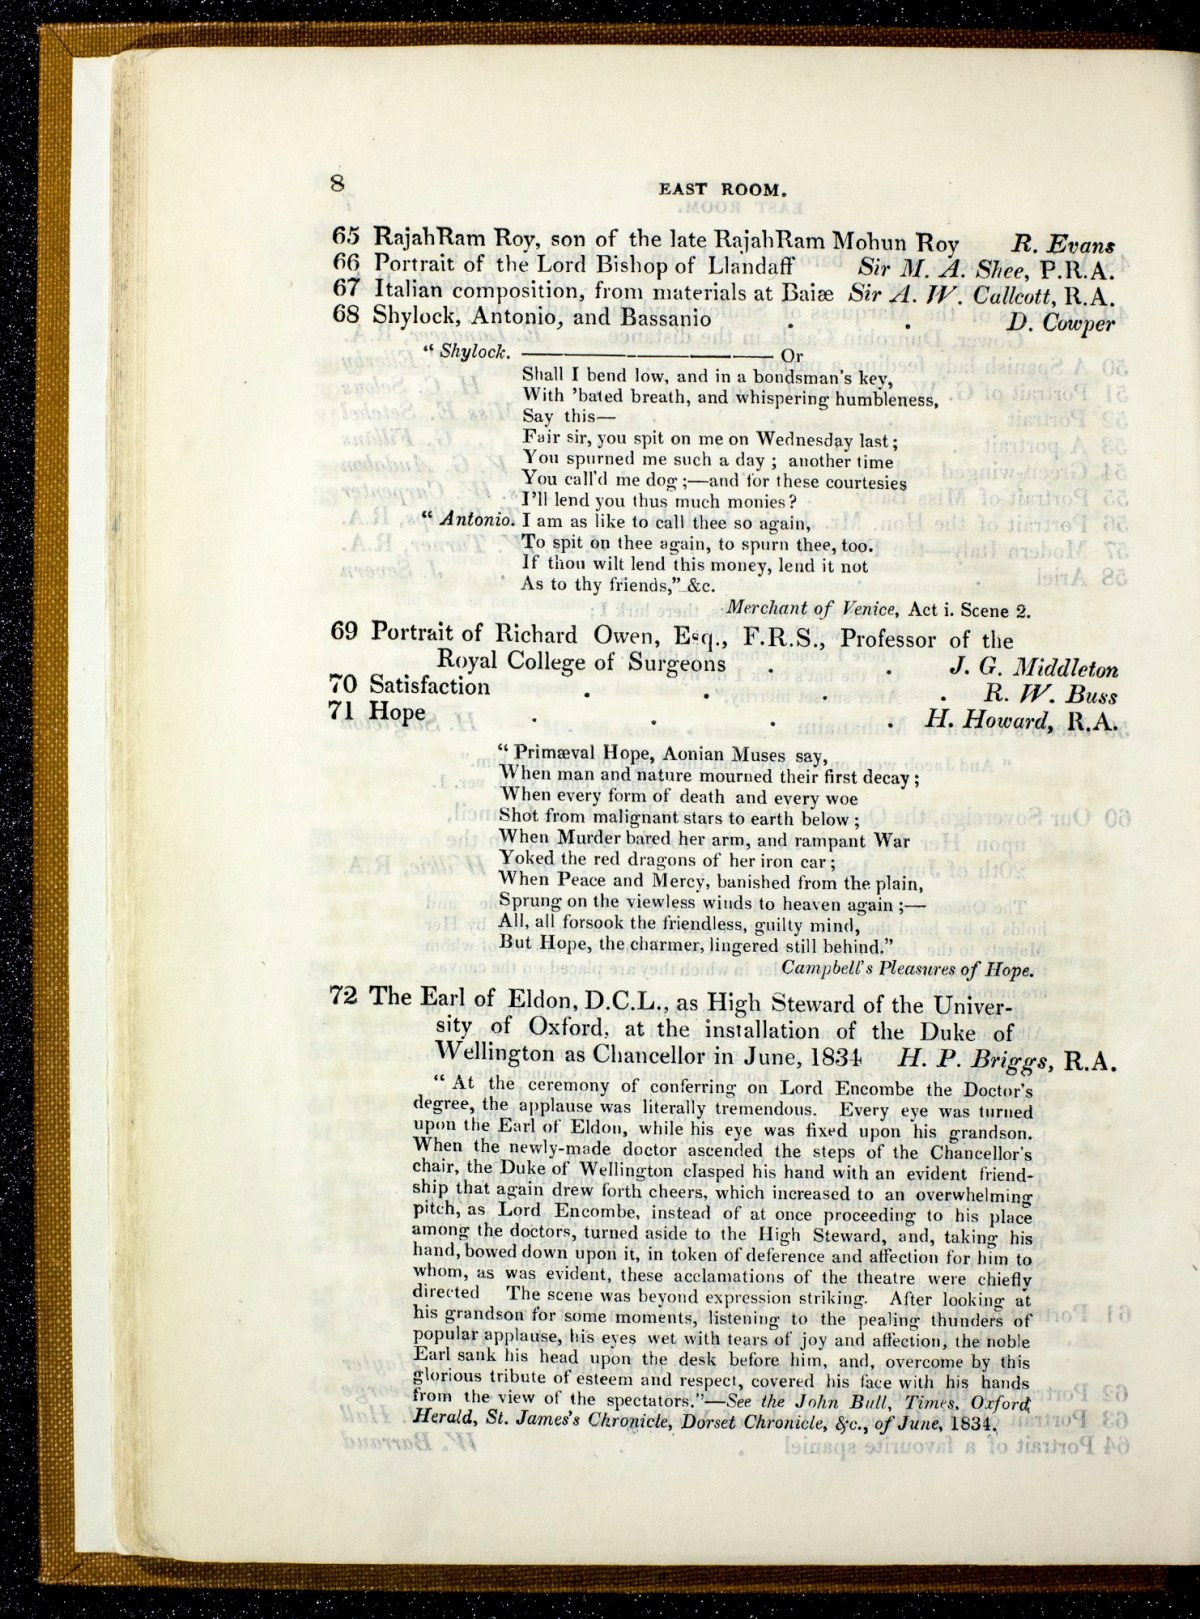 8
EAST ROOM.
65 RajahRam Roy, son of the late RajahRam Mohun Roy R. Evans
66 Portrait of the Lord Bishop of Llandaff Sir M. A. Shee, P.R.A.
67 Italian composition, from materials at Baiæ Sir A. W. Callcott, R.A.
68 Shylock, Antonio, and Bassanio . . D. Cowper
“ Shylock. ———————————— Or
Shall I bend low, and in a bondsman's key,
With 'bated breath, and whispering humbleness,
Say this—
Fair sir, you spit on me on Wednesday last;
You spurned me such a day ; another time
You call'd me dog ;—and for these courtesies
I'll lend you thus much monies?
“ Antonio. I am as like to call thee so again,
To spit on thee again, to spurn thee, too.
If thou wilt lend this money, lend it not
As to thy friends,” &c.
Merchant of Venice, Act i. Scene 2.
69 Portrait of Richard Owen, Esq., F.R.S., Professor of the
Royal College of Surgeons . . J. G. Middleton
70 Satisfaction . . . . R. W. Buss
71 Hope . . . . H. Howard, R.A.
“ Primæval Hope, Aonian Muses say,
When man and nature mourned their first decay;
When every form of death and every woe
Shot from malignant stars to earth below;
When Murder bared her arm, and rampant War
Yoked the red dragons of her iron car;
When Peace and Mercy, banished from the plain,
Sprung on the viewless winds to heaven again;—
All, all forsook the friendless, guilty mind,
But Hope, the charmer, lingered still behind.”
Campbell's Pleasures of Hope.
72 The Earl of Eldon, D.C.L., as High Steward of the Univer-
sity of Oxford, at the installation of the Duke of
Wellington as Chancellor in June, 1834 H. P. Briggs, R.A.
“ At the ceremony of conferring on Lord Encombe the Doctor's
degree, the applause was literally tremendous. Every eye was turned
upon the Earl of Eldon, while his eye was fixed upon his grandson.
When the newly-made doctor ascended the steps of the Chancellor's
chair, the Duke of Wellington clasped his hand with an evident friend-
ship that again drew forth cheers, which increased to an overwhelming
pitch, as Lord Encombe, instead of at once proceeding to his place
among the doctors, turned aside to the High Steward, and, taking his
hand, bowed down upon it, in token of deference and affection for him to
whom, as was evident, these acclamations of the theatre were chiefly
directed The scene was beyond expression striking. After looking at
his grandson for some moments, listening to the pealing thunders of
popular applause, his eyes wet with tears of joy and affection, the noble
Earl sank his head upon the desk before him, and, overcome by this
glorious tribute of esteem and respect, covered his face with his hands
from the view of the spectators.”—See the John Bull, Times, Oxford
Herald, St. James's Chronicle, Dorset Chronicle, &c., of June, 1834.